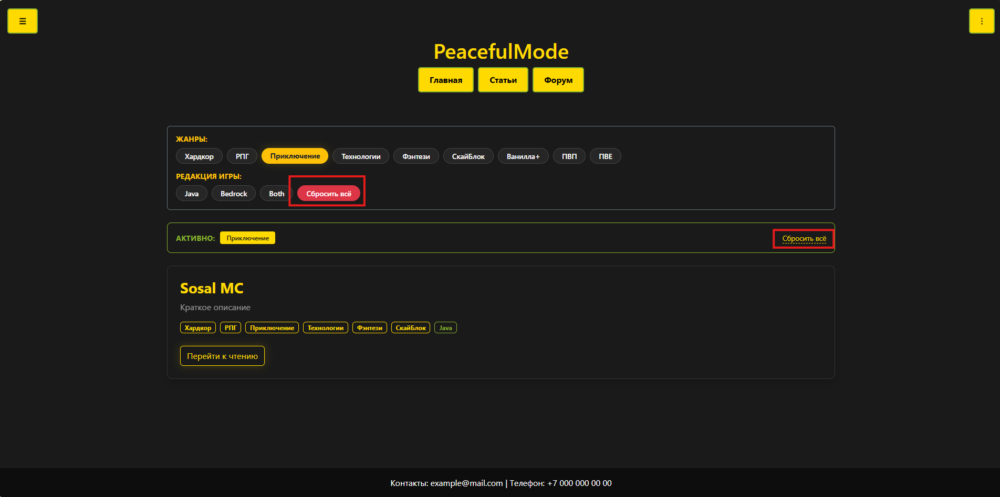 ☰
⋮
PeacefulMode
Главная Статьи Форум
ЖАНРЫ:
Хардкор РПГ Приключение Технологии Фэнтези СкайБлок Ванилла+ ПВП ПВЕ
РЕДАКЦИЯ ИГРЫ:
Java Bedrock Both Сбросить всё
АКТИВНО: Приключение Сбросить всё
Sosal MC
Краткое описание
Хардкор РПГ Приключение Технологии Фэнтези СкайБлок Java
Перейти к чтению
Контакты: example@mail.com | Телефон: +7 000 000 00 00